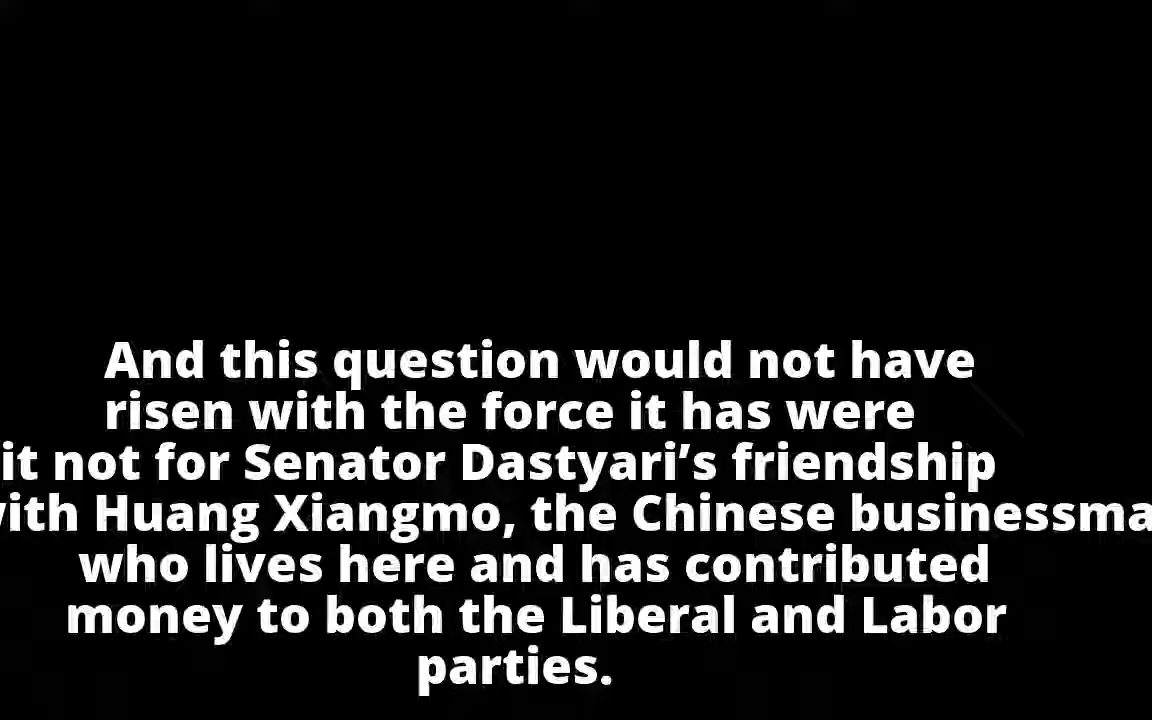 And this question would not have
risen with the force it has were
it not for Senator Dastyari’s friendship
with Huang Xiangmo, the Chinese businessma
who lives here and has contributed
money to both the Liberal and Labor
parties.